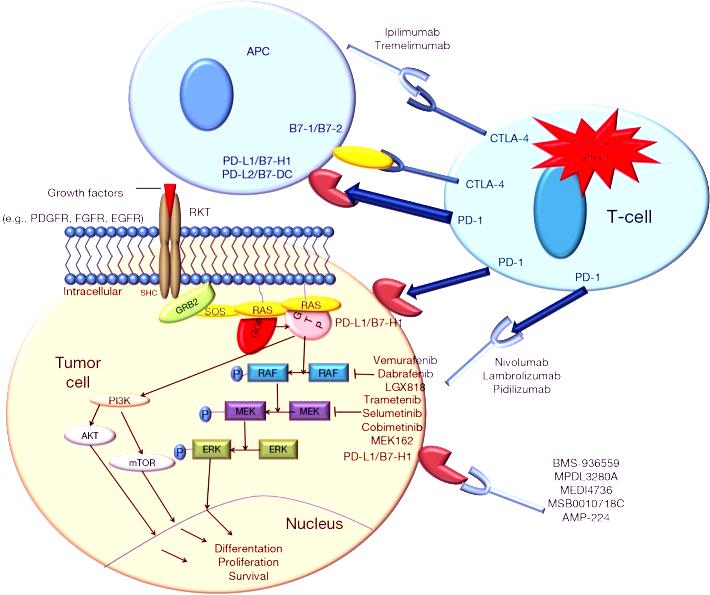 Ipilimumab
Tremelimumab
APC
B7-1/B7-2
PD-L1/B7-H1
PD-L2/B7-DC
CTLA-4
CTLA-4
effect
T-cell
PD-1
PD-1
PD-1
Growth factors
(e.g., PDGFR, FGFR, EGFR)
RKT
Intracellular
SHC
GRB2
SOS
RAS
RAS
GTP
PD-L1/B7-H1
Tumor
cell
Vemurafenib
Dabrafenib
LGX818
P
RAF
RAF
Trametenib
Selumetinib
Cobimetinib
MEK162
P
MEK
MEK
PI3K
AKT
mTOR
P
ERK
ERK
PD-L1/B7-H1
Nivolumab
Lambrolizumab
Pidilizumab
BMS-936559
MPDL3280A
MEDI4736
MSB0010718C
AMP-224
Nucleus
Differentation
Proliferation
Survival